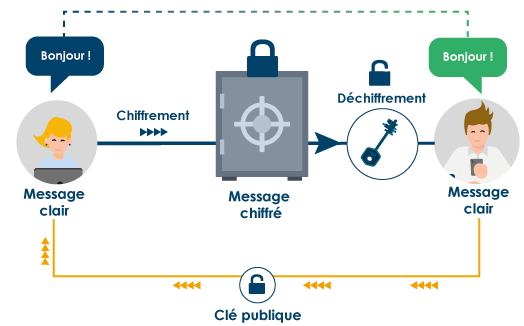 Bonjour !
Bonjour !
Chiffrement
Déchiffrement
Message
clair
Message
chiffré
Message
clair
Clé publique